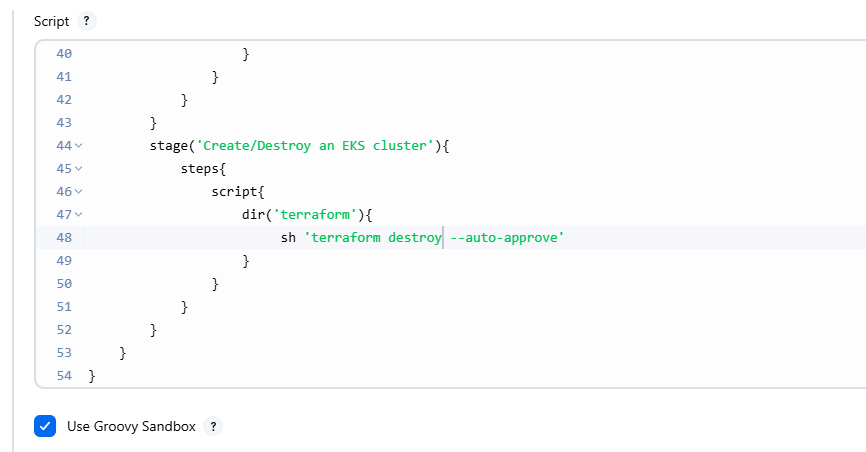 Script ?
40 }
41 }
42 }
43 }
44 stage('Create/Destroy an EKS cluster'){
45 steps{
46 script{
47 dir('terraform'){
48 sh 'terraform destroy --auto-approve'
49 }
50 }
51 }
52 }
53 }
54 }
Use Groovy Sandbox ?